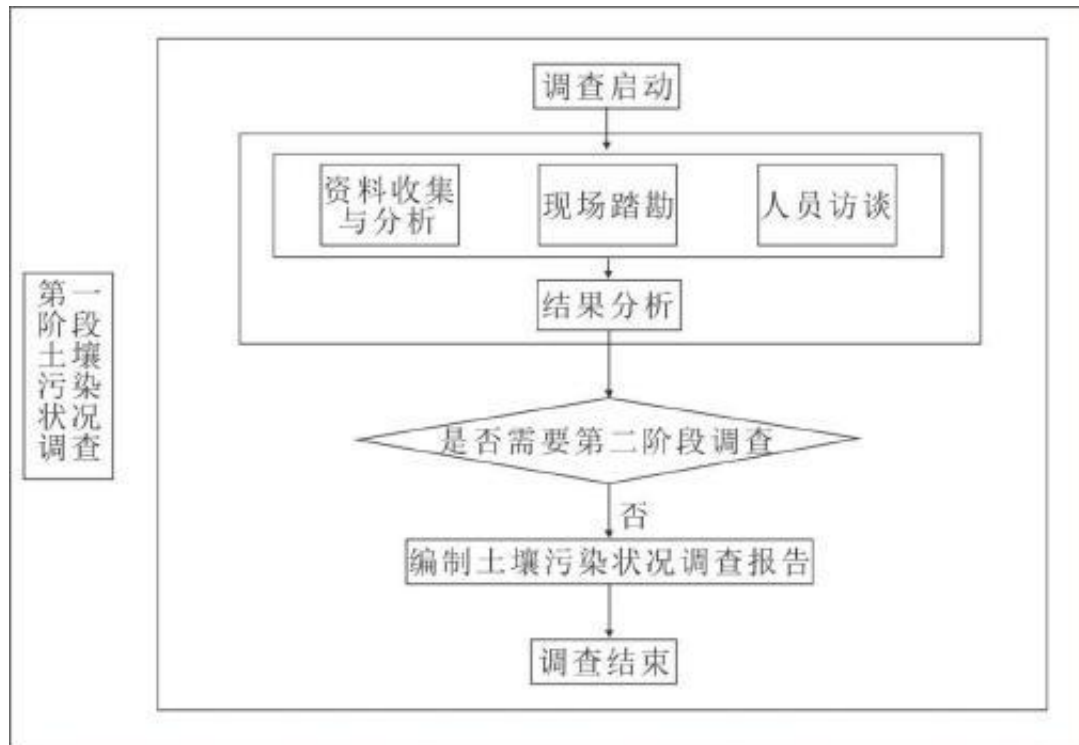 调查启动
资料收集
与分析
现场踏勘
人员访谈
结果分析
第一
阶段
土壤
污染
状况
调查
是否需要第二阶段调查
否
编制土壤污染状况调查报告
调查结束